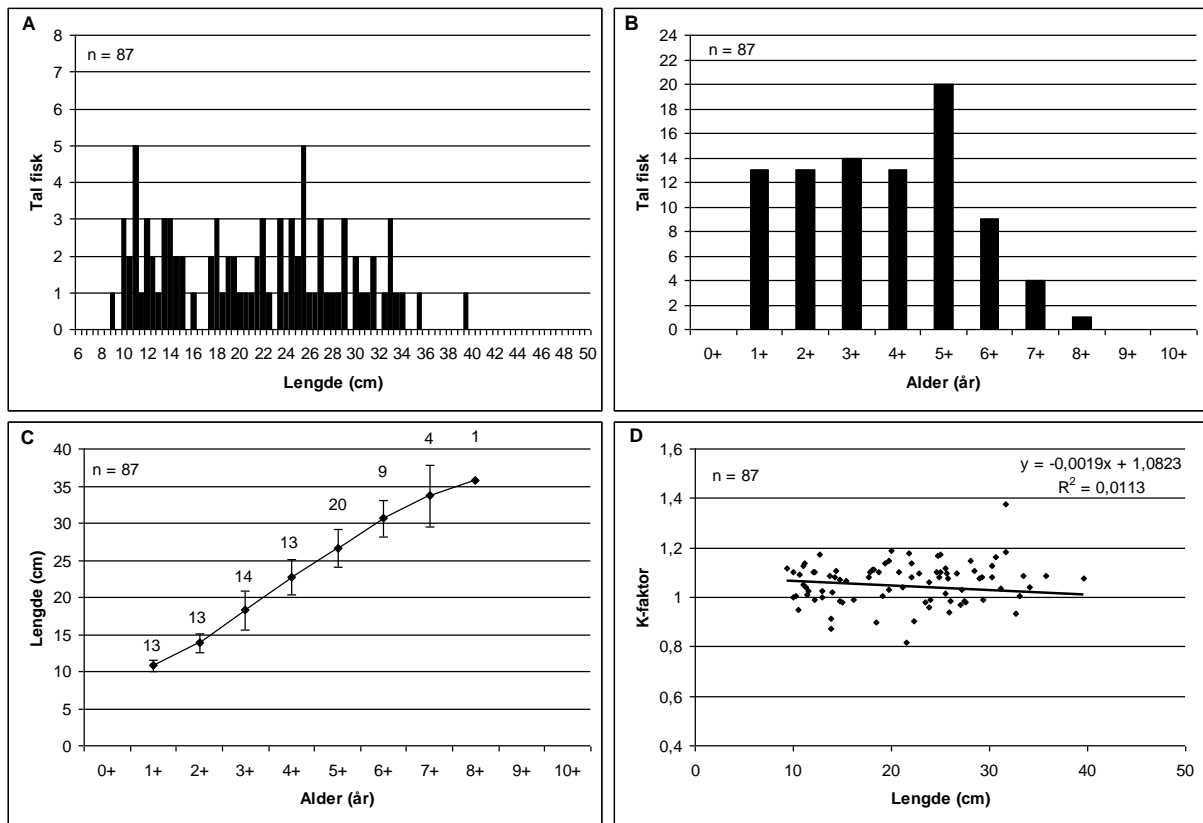 A
n = 87
Tal fisk
8
7
6
5
4
3
2
1
0
6 8 10 12 14 16 18 20 22 24 26 28 30 32 34 36 38 40 42 44 46 48 50
Lengde (cm)
B
n = 87
Tal fisk
24
22
20
18
16
14
12
10
8
6
4
2
0
0+ 1+ 2+ 3+ 4+ 5+ 6+ 7+ 8+ 9+ 10+
Alder (år)
C
n = 87
Lengde (cm)
40
35
30
25
20
15
10
5
0
13 13 14 13 20 9 4 1
0+ 1+ 2+ 3+ 4+ 5+ 6+ 7+ 8+ 9+ 10+
Alder (år)
D
n = 87
y = -0,0019x + 1,0823
R² = 0,0113
K-faktor
1,6
1,4
1,2
1
0,8
0,6
0,4
0 10 20 30 40 50
Lengde (cm)